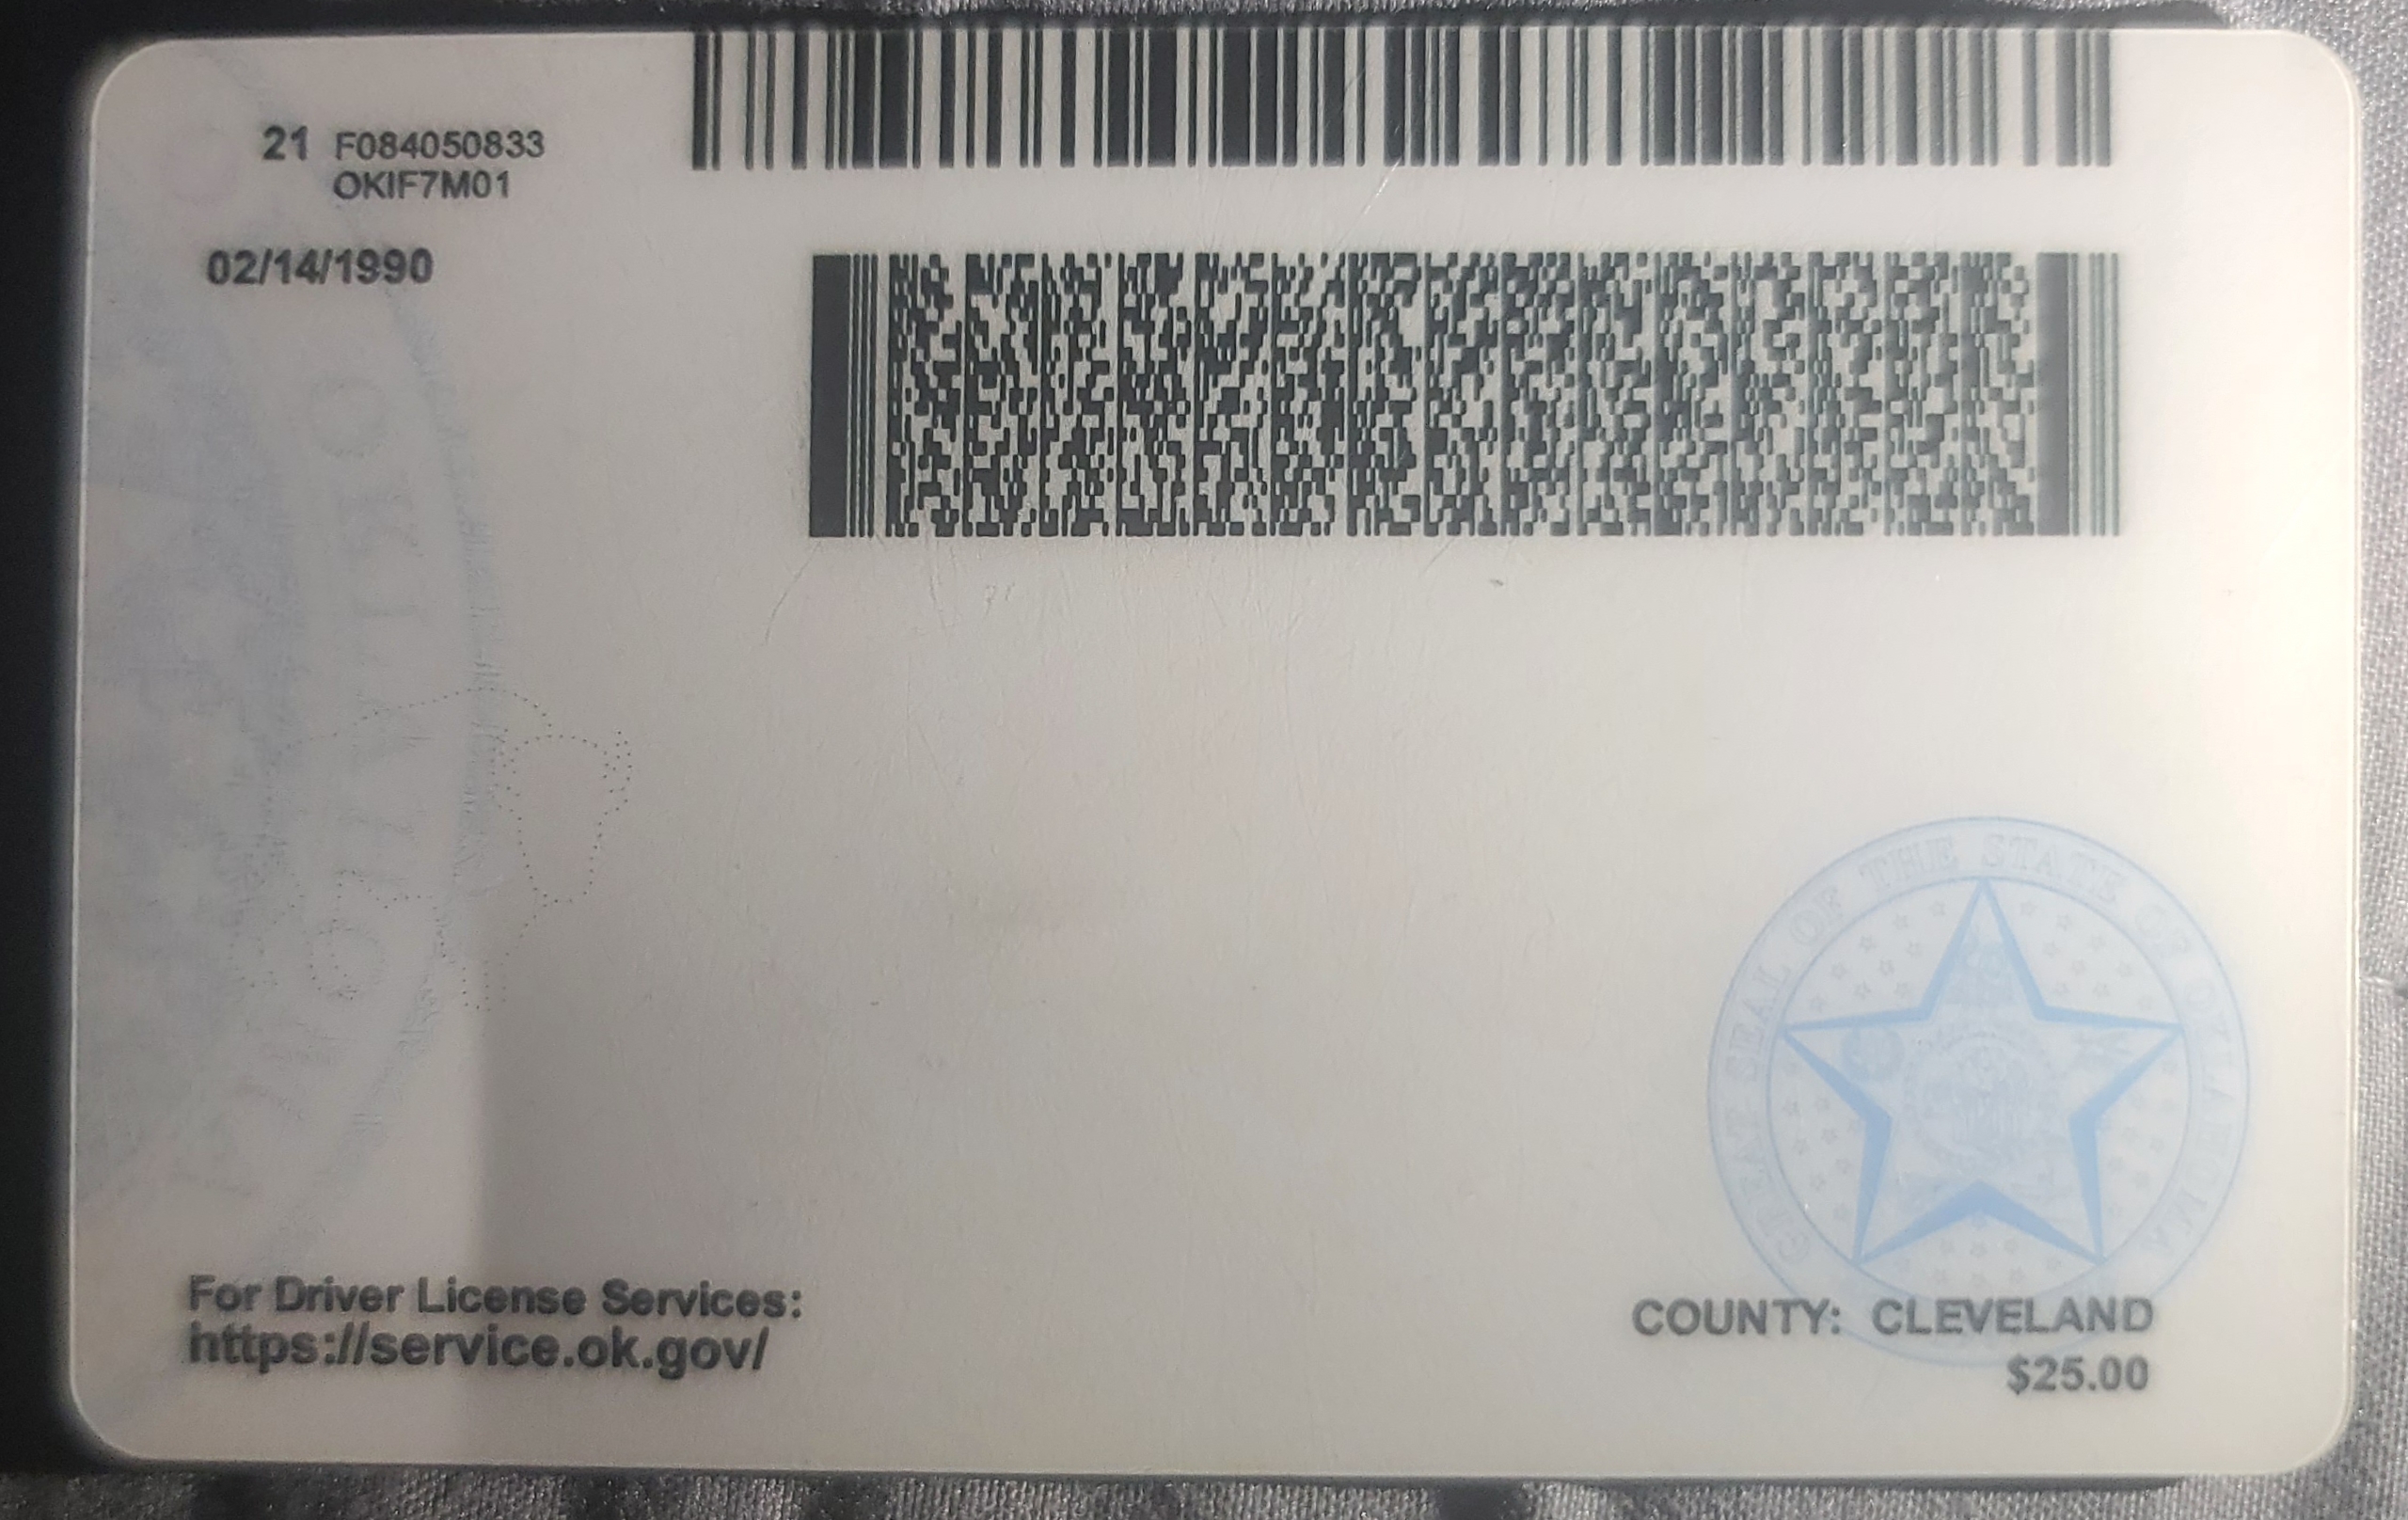 21 F084050833
OKIF7M01
02/14/1990
OKLAHOM
GREAT SEAL OF THE STATE OF OKLAHOMA
For Driver License Services:
https://service.ok.gov/
COUNTY: CLEVELAND
$25.00